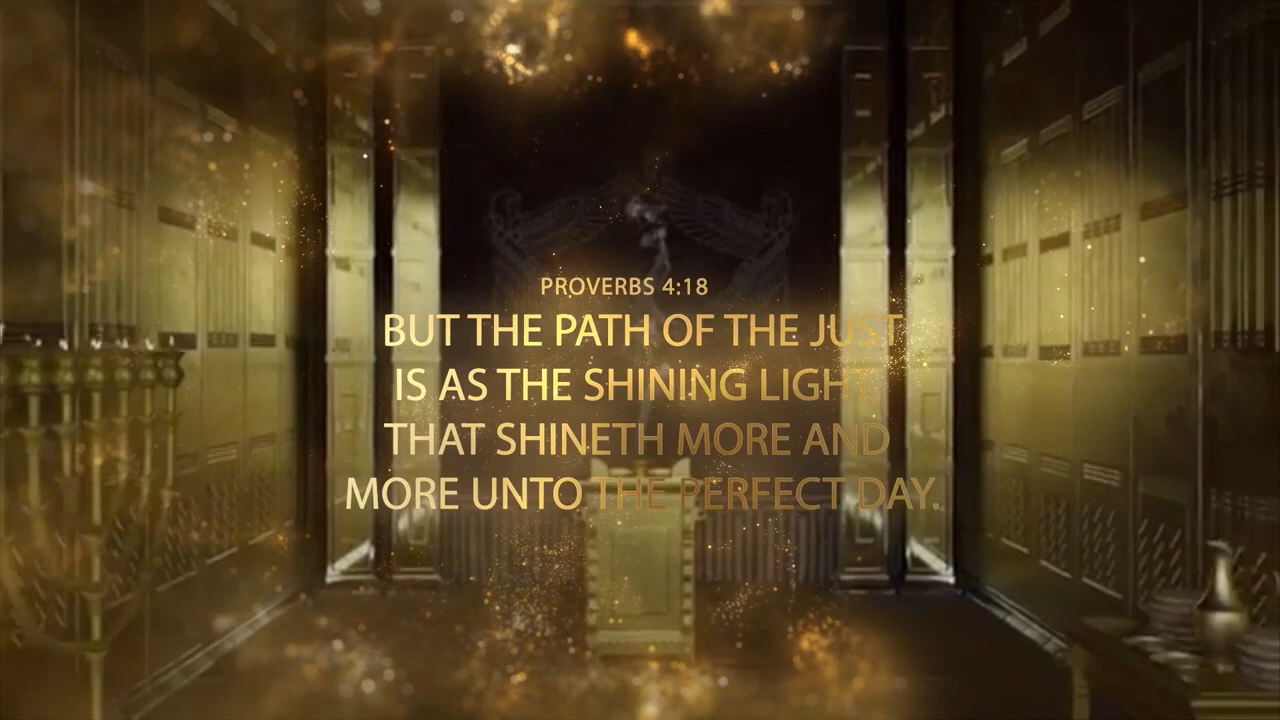 PROVERBS 4:18
BUT THE PATH OF THE JUST
IS AS THE SHINING LIGHT
THAT SHINETH MORE AND
MORE UNTO THE PERFECT DAY.